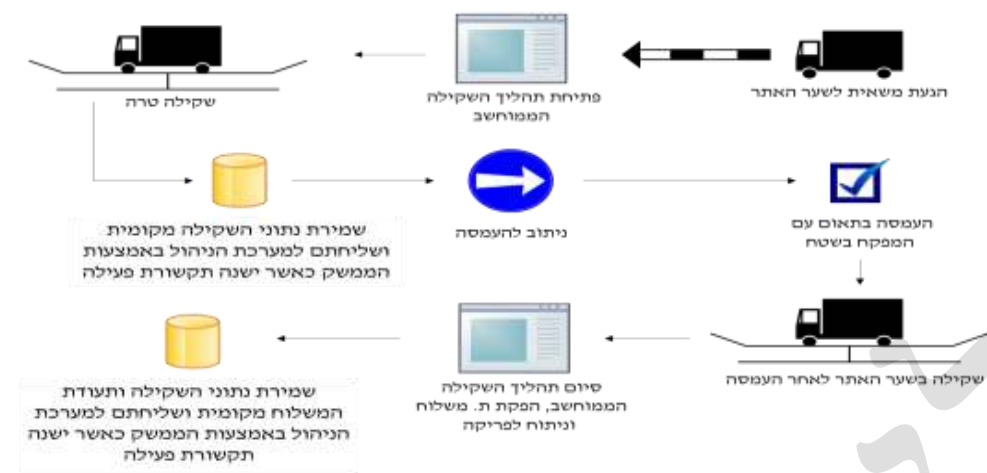 הגעת משאית לשער האתר
פתיחת תהליך השקילה
הממוחשב
שקילה טרה
שמירת נתוני השקילה מקומית
ושליחתם למערכת הניהול באמצעות
הממשק כאשר ישנה תקשורת פעילה
ניתוב להעמסה
העמסה בתאום עם
המפקח בשטח
שקילה בשער האתר לאחר העמסה
סיום תהליך השקילה
הממוחשב, הפקת ת. משלוח
וניתוח לפריקה
שמירת נתוני השקילה ותעודת
המשלוח מקומית ושליחתם למערכת
הניהול באמצעות הממשק כאשר ישנה
תקשורת פעילה